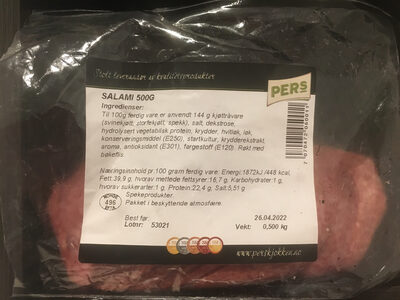 Stolt leverandør av kvalitetsprodukter
PERS
SALAMI 500G
Ingredienser:
Til 100g ferdig vare er anvendt 144 g kjøttråvare
(svinekjøtt, storfekjøtt, spekk), salt, dekstrose,
hydrolysert vegetabilsk protein, krydder, hvitløk, løk,
konserveringsmiddel (E250), startkultur, krydderekstrakt,
aroma, antioksidant (E301), fargestoff (E120). Røkt med
bøkeflis.
Næringsinnhold pr.100 gram ferdig vare: Energi:1872kJ /448 kcal,
Fett:39,9 g, hvorav mettede fettsyrer:16,7 g, Karbohydrater:1 g,
hvorav sukkerarter:1 g, Protein:22,4 g, Salt:5,51 g
Spekeprodukter.
Pakket i beskyttende atmosfære.
NORGE
496
Best før: 26.04.2022
Lotnr: 53021 Vekt: 0,500 kg
www.perskjokken.no